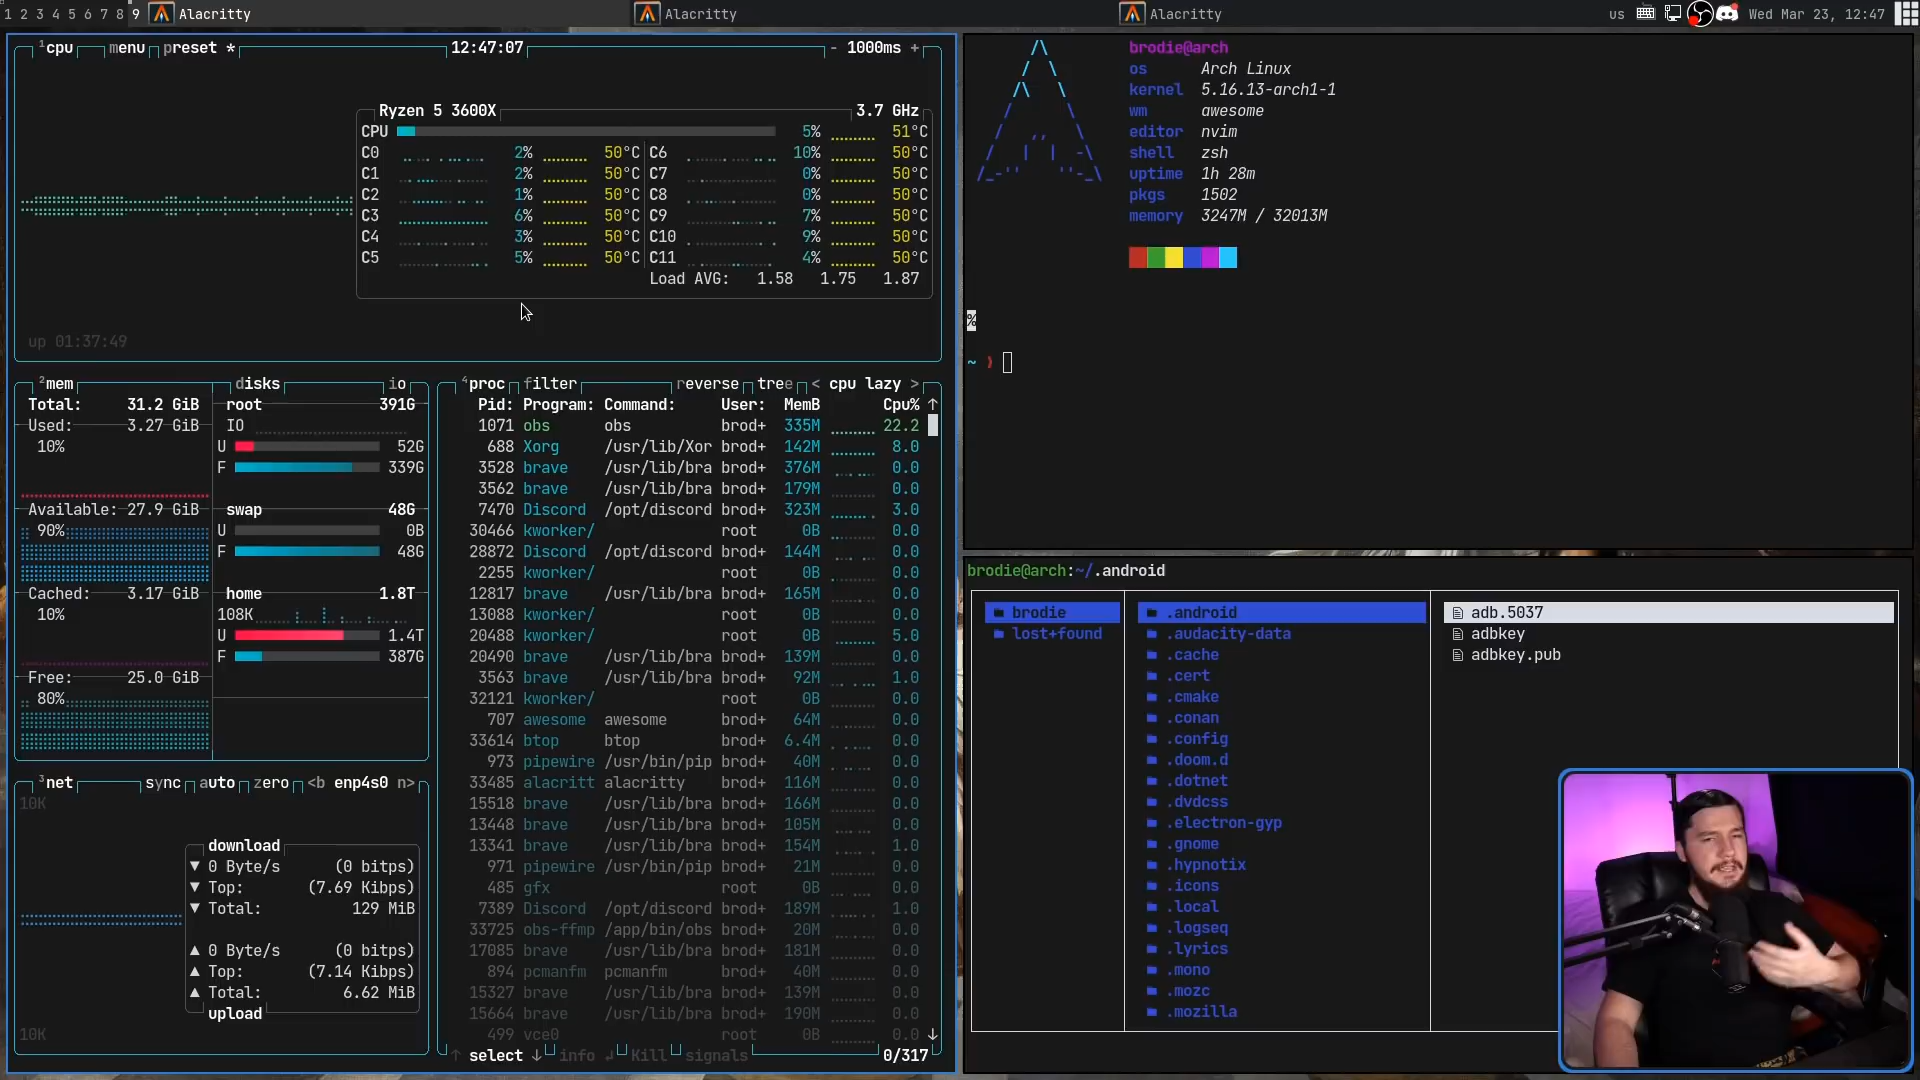 1 2 3 4 5 6 7 8 9 Alacritty Alacritty Alacritty us Wed Mar 23, 12:47
1cpu menu preset * 12:47:07 - 1000ms +
Ryzen 5 3600X 3.7 GHz
CPU 5% 51°C
C0 2% 50°C C6 10% 50°C
C1 2% 50°C C7 0% 50°C
C2 1% 50°C C8 0% 50°C
C3 6% 50°C C9 7% 50°C
C4 3% 50°C C10 9% 50°C
C5 5% 50°C C11 4% 50°C
Load AVG: 1.58 1.75 1.87
up 01:37:49
2mem disks io
Total: 31.2 GiB root 391G
Used: 3.27 GiB IO
10% U 52G
F 339G
Available: 27.9 GiB swap 48G
90% U 0B
F 48G
Cached: 3.17 GiB home 1.8T
10% 108K
U 1.4T
F 387G
Free: 25.0 GiB
80%
3net sync auto zero <b enp4s0 n>
10K
download
▼ 0 Byte/s (0 bitps)
▼ Top: (7.69 Kibps)
▼ Total: 129 MiB
▲ 0 Byte/s (0 bitps)
▲ Top: (7.14 Kibps)
▲ Total: 6.62 MiB
upload
10K
4proc filter reverse tree < cpu lazy >
Pid: Program: Command: User: MemB Cpu% ↑
1071 obs obs brod+ 335M 22.2
688 Xorg /usr/lib/Xor brod+ 142M 8.0
3528 brave /usr/lib/bra brod+ 376M 0.0
3562 brave /usr/lib/bra brod+ 179M 0.0
7470 Discord /opt/discord brod+ 323M 3.0
30466 kworker/ root 0B 0.0
28872 Discord /opt/discord brod+ 144M 0.0
2255 kworker/ root 0B 0.0
12817 brave /usr/lib/bra brod+ 165M 0.0
13088 kworker/ root 0B 0.0
20488 kworker/ root 0B 5.0
20490 brave /usr/lib/bra brod+ 139M 0.0
3563 brave /usr/lib/bra brod+ 92M 1.0
32121 kworker/ root 0B 0.0
707 awesome awesome brod+ 64M 0.0
33614 btop btop brod+ 6.4M 0.0
973 pipewire /usr/bin/pip brod+ 40M 0.0
33485 alacritt alacritty brod+ 116M 0.0
15518 brave /usr/lib/bra brod+ 166M 0.0
13448 brave /usr/lib/bra brod+ 105M 0.0
13341 brave /usr/lib/bra brod+ 154M 1.0
971 pipewire /usr/bin/pip brod+ 21M 0.0
485 gfx root 0B 0.0
7389 Discord /opt/discord brod+ 189M 1.0
33725 obs-ffmp /app/bin/obs brod+ 20M 0.0
17085 brave /usr/lib/bra brod+ 181M 0.0
894 pcmanfm pcmanfm brod+ 40M 0.0
15327 brave /usr/lib/bra brod+ 139M 0.0
15664 brave /usr/lib/bra brod+ 190M 0.0
499 vce0 root 0B 0.0 ↓
↑ select ↓ info ↲ Kill signals 0/317
brodie@arch
os Arch Linux
kernel 5.16.13-arch1-1
wm awesome
editor nvim
shell zsh
uptime 1h 28m
pkgs 1502
memory 3247M / 32013M
%
~ ❯
brodie@arch:~/.android
brodie .android adb.5037
lost+found .audacity-data adbkey
.cache adbkey.pub
.cert
.cmake
.conan
.config
.doom.d
.dotnet
.dvdcss
.electron-gyp
.gnome
.hypnotix
.icons
.local
.logseq
.lyrics
.mono
.mozc
.mozilla